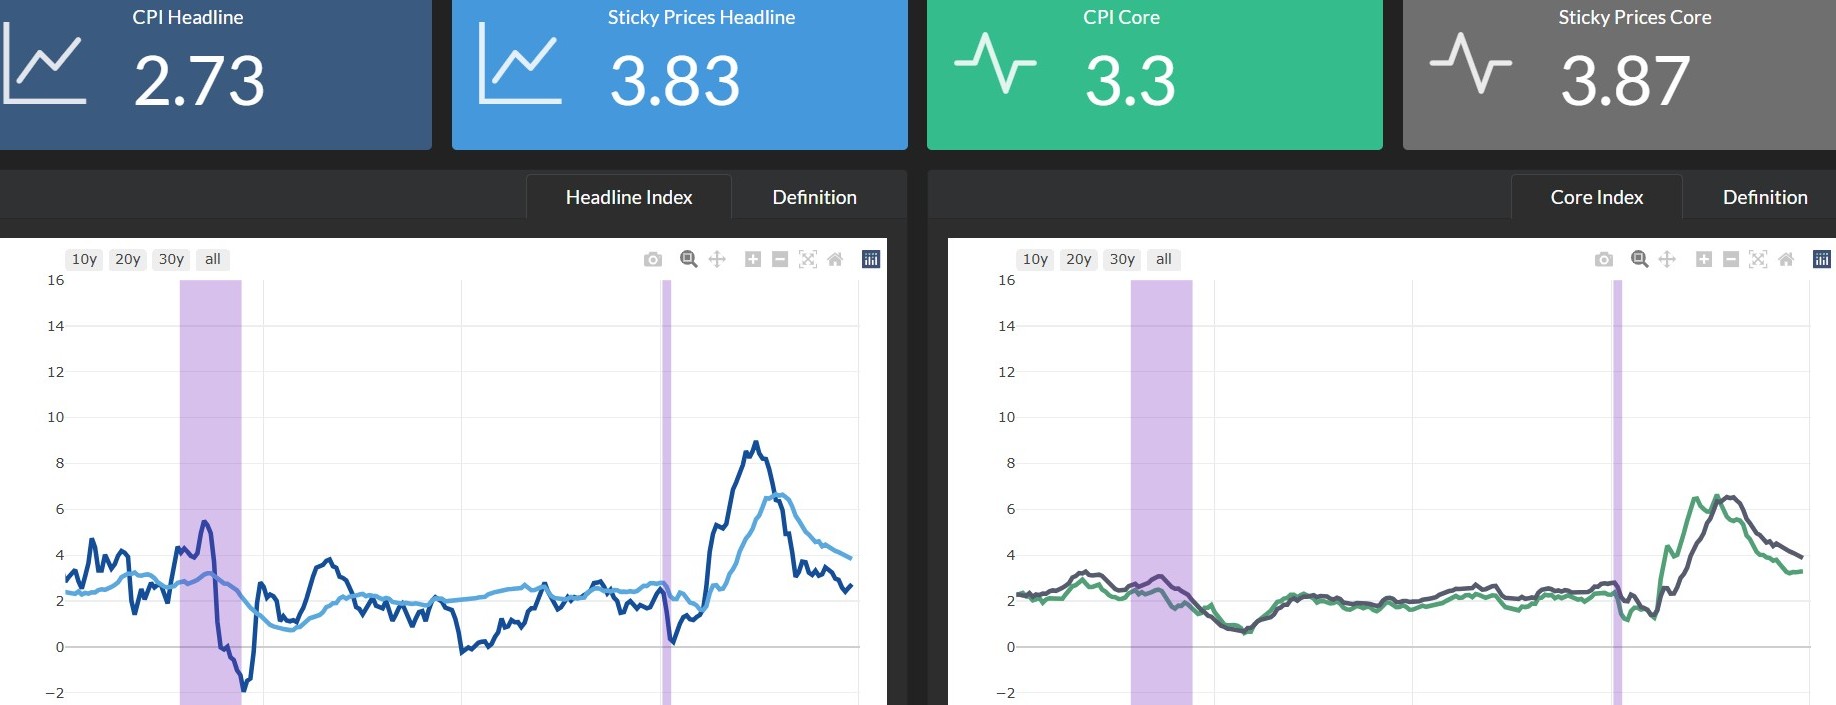 CPI Headline
2.73
Sticky Prices Headline
3.83
CPI Core
3.3
Sticky Prices Core
3.87
Headline Index
Definition
Core Index
Definition
10y 20y 30y all
16
14
12
10
8
6
4
2
0
−2
10y 20y 30y all
16
14
12
10
8
6
4
2
0
−2